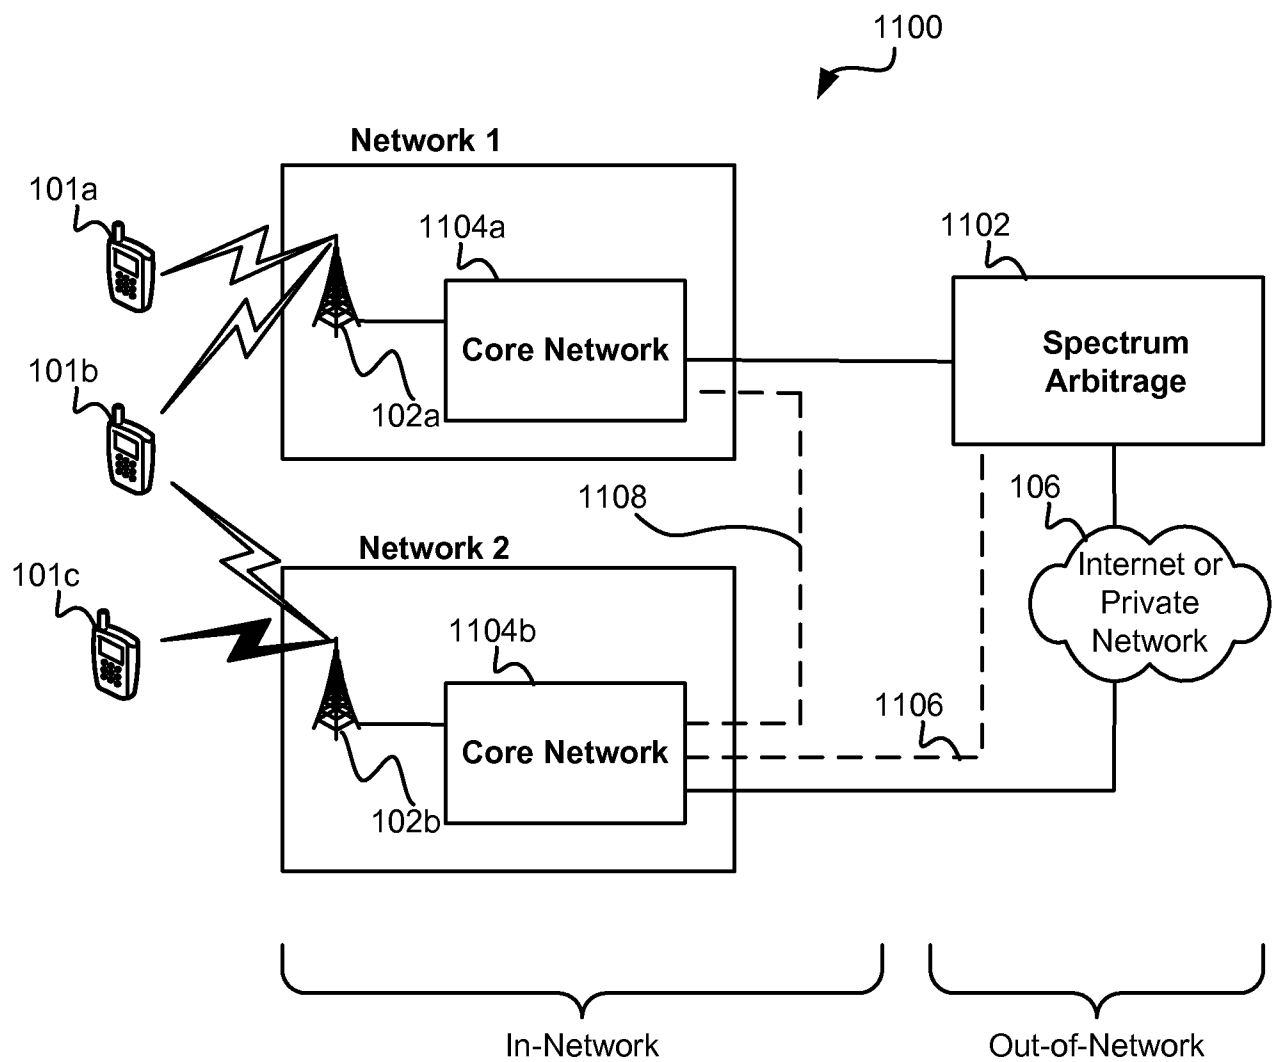 1100
Network 1
101a
1104a
1102
Core Network
Spectrum
Arbitrage
101b
102a
1108
106
Network 2
Internet or
Private
Network
101c
1104b
1106
Core Network
102b
In-Network
Out-of-Network